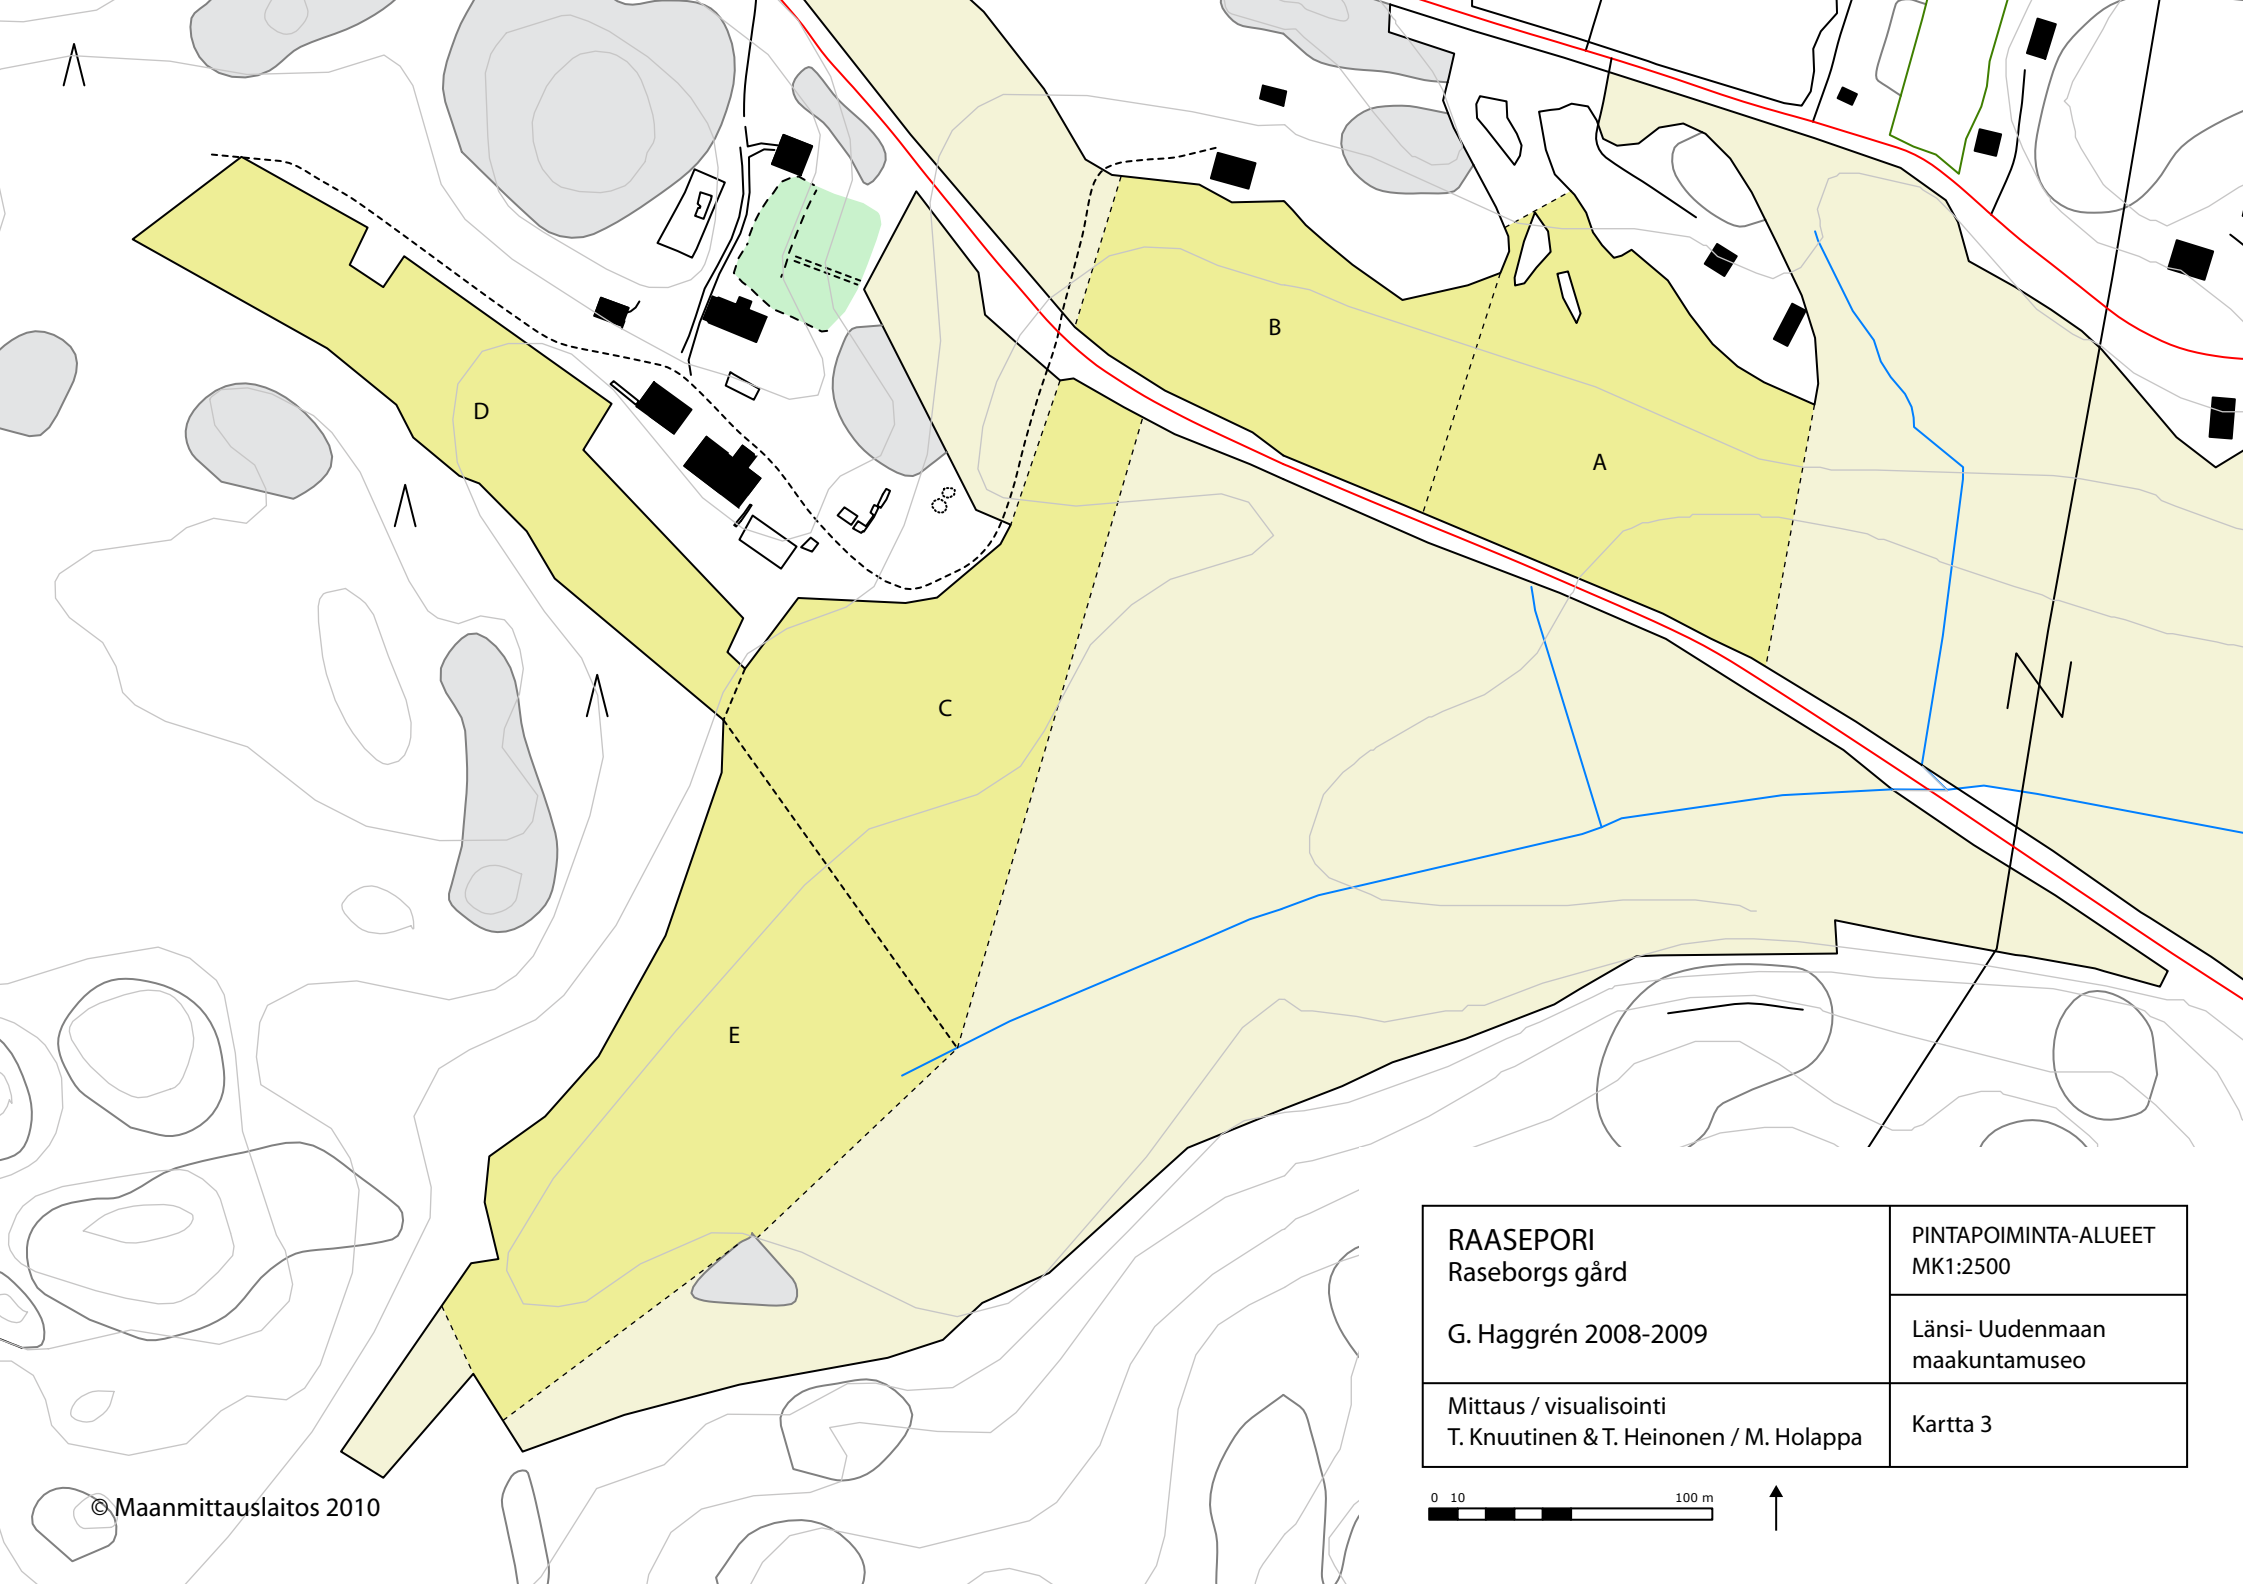 B
D
A
C
E
RAASEPORI
Raseborgs gård
G. Haggrén 2008-2009
PINTAPOIMINTA-ALUEET
MK1:2500
Länsi- Uudenmaan
maakuntamuseo
Mittaus / visualisointi
T. Knuutinen & T. Heinonen / M. Holappa
Kartta 3
0 10 100 m
© Maanmittauslaitos 2010